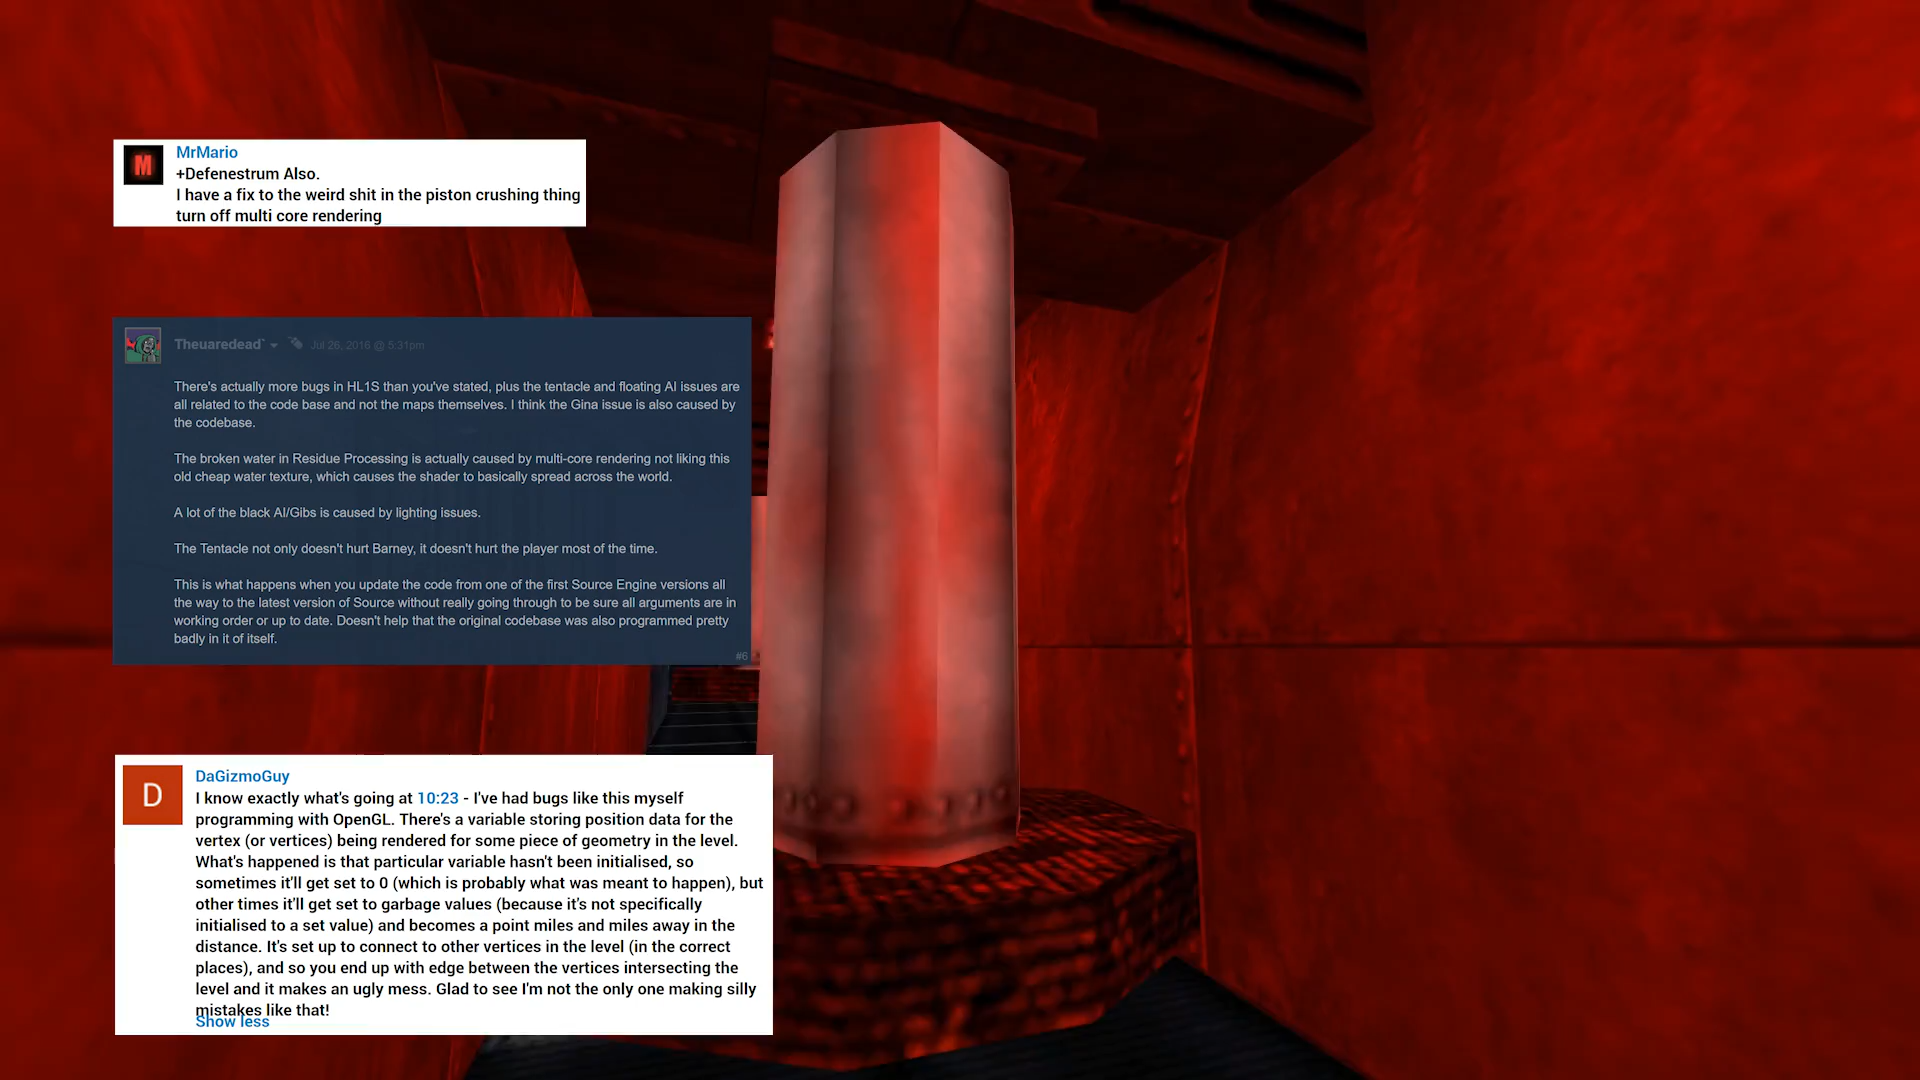 M
MrMario
+Defenestrum Also.
I have a fix to the weird shit in the piston crushing thing
turn off multi core rendering
Theuaredead` Jul 26, 2016 @ 5:31pm
There's actually more bugs in HL1S than you've stated, plus the tentacle and floating AI issues are
all related to the code base and not the maps themselves. I think the Gina issue is also caused by
the codebase.
The broken water in Residue Processing is actually caused by multi-core rendering not liking this
old cheap water texture, which causes the shader to basically spread across the world.
A lot of the black AI/Gibs is caused by lighting issues.
The Tentacle not only doesn't hurt Barney, it doesn't hurt the player most of the time.
This is what happens when you update the code from one of the first Source Engine versions all
the way to the latest version of Source without really going through to be sure all arguments are in
working order or up to date. Doesn't help that the original codebase was also programmed pretty
badly in it of itself.
#6
D
DaGizmoGuy
I know exactly what's going at 10:23 - I've had bugs like this myself
programming with OpenGL. There's a variable storing position data for the
vertex (or vertices) being rendered for some piece of geometry in the level.
What's happened is that particular variable hasn't been initialised, so
sometimes it'll get set to 0 (which is probably what was meant to happen), but
other times it'll get set to garbage values (because it's not specifically
initialised to a set value) and becomes a point miles and miles away in the
distance. It's set up to connect to other vertices in the level (in the correct
places), and so you end up with edge between the vertices intersecting the
level and it makes an ugly mess. Glad to see I'm not the only one making silly
mistakes like that!
Show less